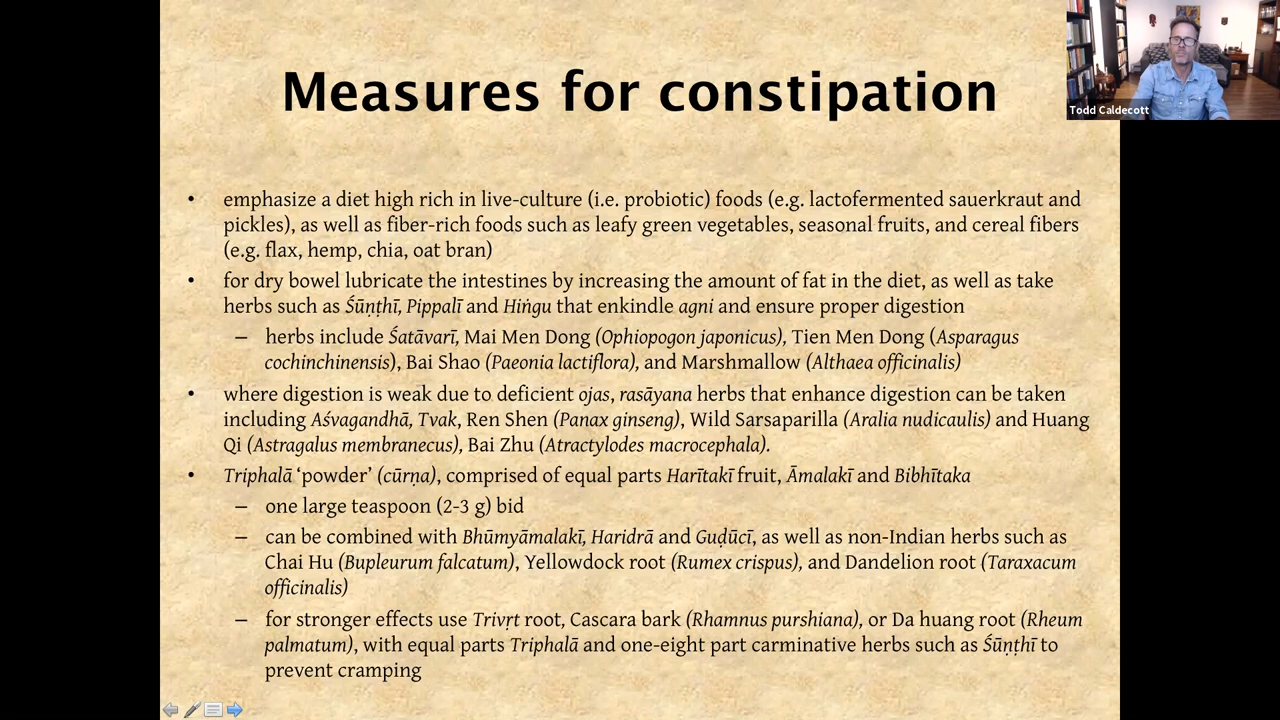 Measures for constipation
Todd Caldecott
• emphasize a diet high rich in live-culture (i.e. probiotic) foods (e.g. lactofermented sauerkraut and
pickles), as well as fiber-rich foods such as leafy green vegetables, seasonal fruits, and cereal fibers
(e.g. flax, hemp, chia, oat bran)
• for dry bowel lubricate the intestines by increasing the amount of fat in the diet, as well as take
herbs such as Śūṇṭhī, Pippalī and Hiṅgu that enkindle agni and ensure proper digestion
– herbs include Śatāvarī, Mai Men Dong (Ophiopogon japonicus), Tien Men Dong (Asparagus
cochinchinensis), Bai Shao (Paeonia lactiflora), and Marshmallow (Althaea officinalis)
• where digestion is weak due to deficient ojas, rasāyana herbs that enhance digestion can be taken
including Aśvagandhā, Tvak, Ren Shen (Panax ginseng), Wild Sarsaparilla (Aralia nudicaulis) and Huang
Qi (Astragalus membranecus), Bai Zhu (Atractylodes macrocephala).
• Triphalā ‘powder’ (cūrṇa), comprised of equal parts Harītakī fruit, Āmalakī and Bibhītaka
– one large teaspoon (2-3 g) bid
– can be combined with Bhūmyāmalakī, Haridrā and Guḍūcī, as well as non-Indian herbs such as
Chai Hu (Bupleurum falcatum), Yellowdock root (Rumex crispus), and Dandelion root (Taraxacum
officinalis)
– for stronger effects use Trivṛt root, Cascara bark (Rhamnus purshiana), or Da huang root (Rheum
palmatum), with equal parts Triphalā and one-eight part carminative herbs such as Śūṇṭhī to
prevent cramping